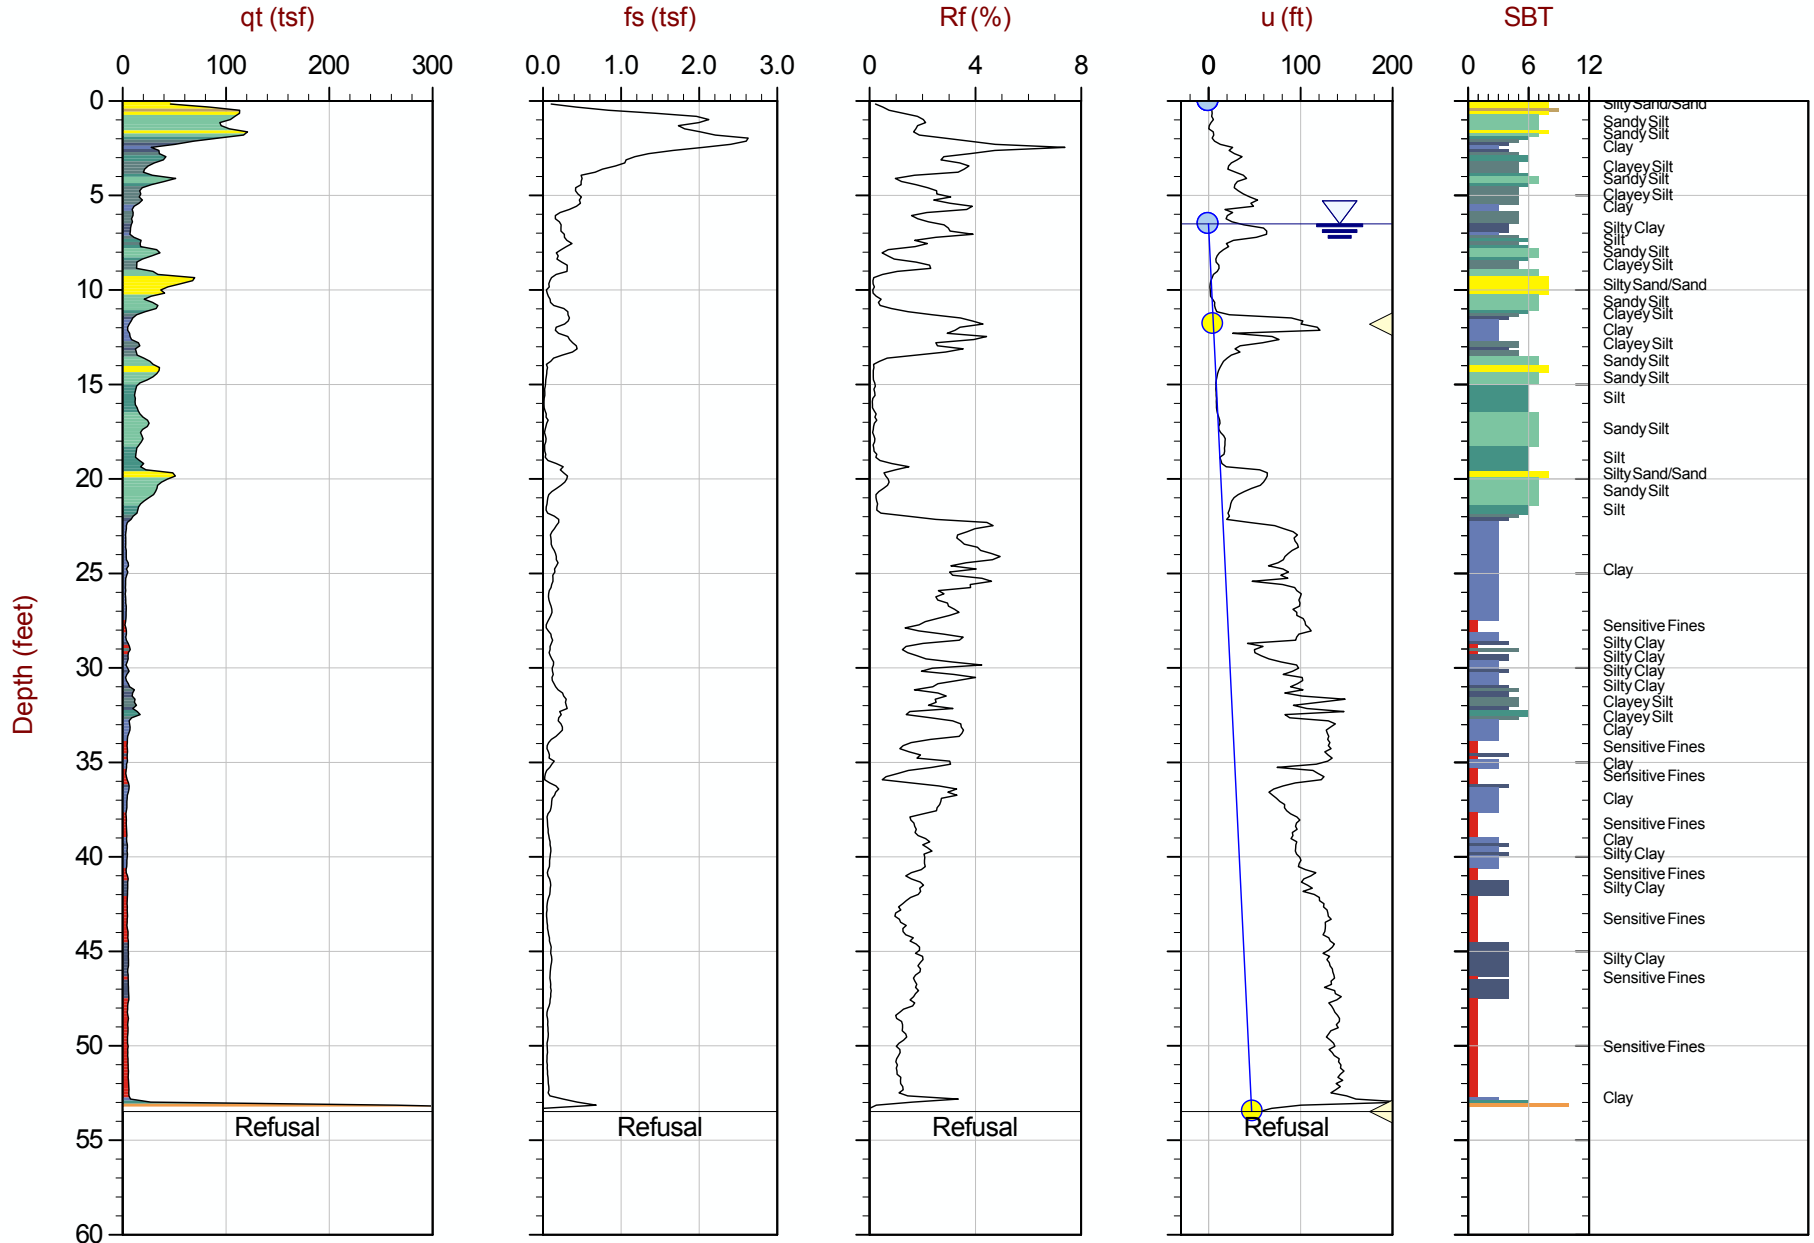 qt (tsf)
fs (tsf)
Rf (%)
u (ft)
SBT
0 100 200 300
0.0 1.0 2.0 3.0
0 4 8
0 100 200
0 6 12
Depth (feet)
0
5
10
15
20
25
30
35
40
45
50
55
60
Silty Sand/Sand
Sandy Silt
Sandy Silt
Clay
Clayey Silt
Sandy Silt
Clayey Silt
Clay
Silty Clay
Silt
Sandy Silt
Clayey Silt
Silty Sand/Sand
Sandy Silt
Clayey Silt
Clay
Clayey Silt
Sandy Silt
Sandy Silt
Silt
Sandy Silt
Silt
Silty Sand/Sand
Sandy Silt
Silt
Clay
Sensitive Fines
Silty Clay
Silty Clay
Silty Clay
Silty Clay
Clayey Silt
Clayey Silt
Clay
Sensitive Fines
Clay
Sensitive Fines
Clay
Sensitive Fines
Clay
Silty Clay
Sensitive Fines
Silty Clay
Sensitive Fines
Silty Clay
Sensitive Fines
Sensitive Fines
Clay
Refusal
Refusal
Refusal
Refusal